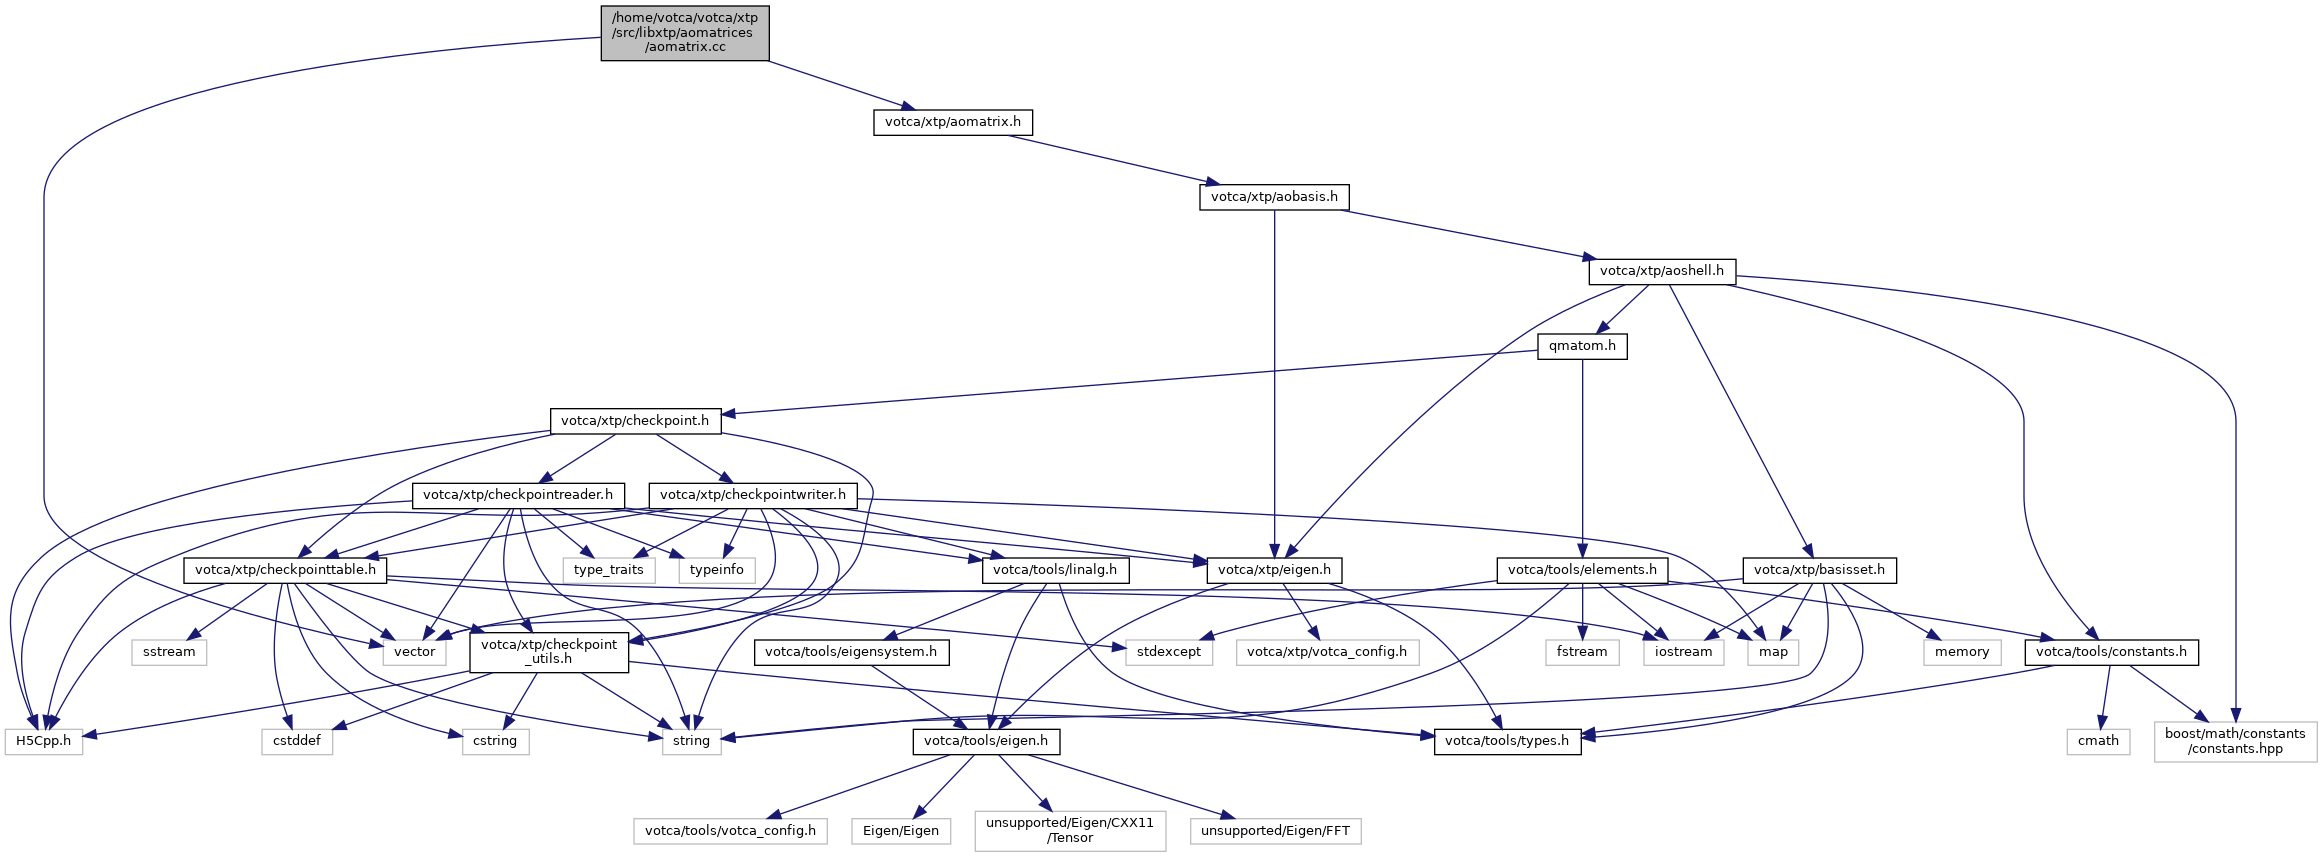 /home/votca/votca/xtp
/src/libxtp/aomatrices
/aomatrix.cc
votca/xtp/aomatrix.h
votca/xtp/aobasis.h
votca/xtp/aoshell.h
qmatom.h
votca/xtp/checkpoint.h
votca/xtp/checkpointreader.h
votca/xtp/checkpointwriter.h
votca/xtp/checkpointtable.h
type_traits
typeinfo
votca/tools/linalg.h
votca/xtp/eigen.h
votca/tools/elements.h
votca/xtp/basisset.h
sstream
vector
votca/xtp/checkpoint
_utils.h
votca/tools/eigensystem.h
stdexcept
votca/xtp/votca_config.h
fstream
iostream
map
memory
votca/tools/constants.h
H5Cpp.h
cstddef
cstring
string
votca/tools/eigen.h
votca/tools/types.h
cmath
boost/math/constants
/constants.hpp
votca/tools/votca_config.h
Eigen/Eigen
unsupported/Eigen/CXX11
/Tensor
unsupported/Eigen/FFT